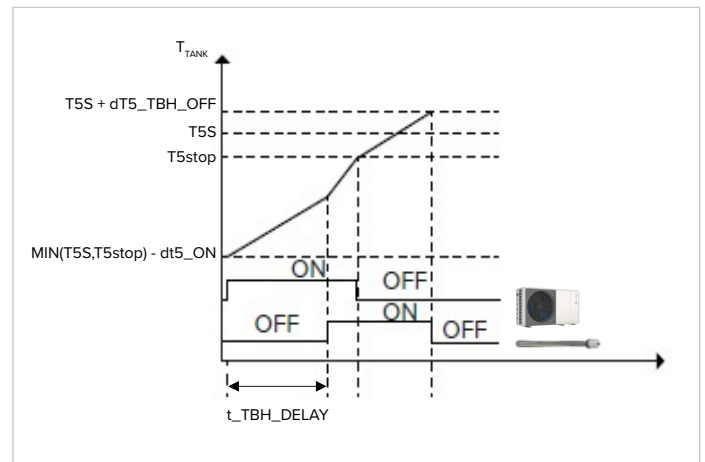 T_TANK
T5S + dT5_TBH_OFF
T5S
T5stop
MIN(T5S,T5stop) - dt5_ON
ON
OFF
ON
OFF
OFF
t_TBH_DELAY